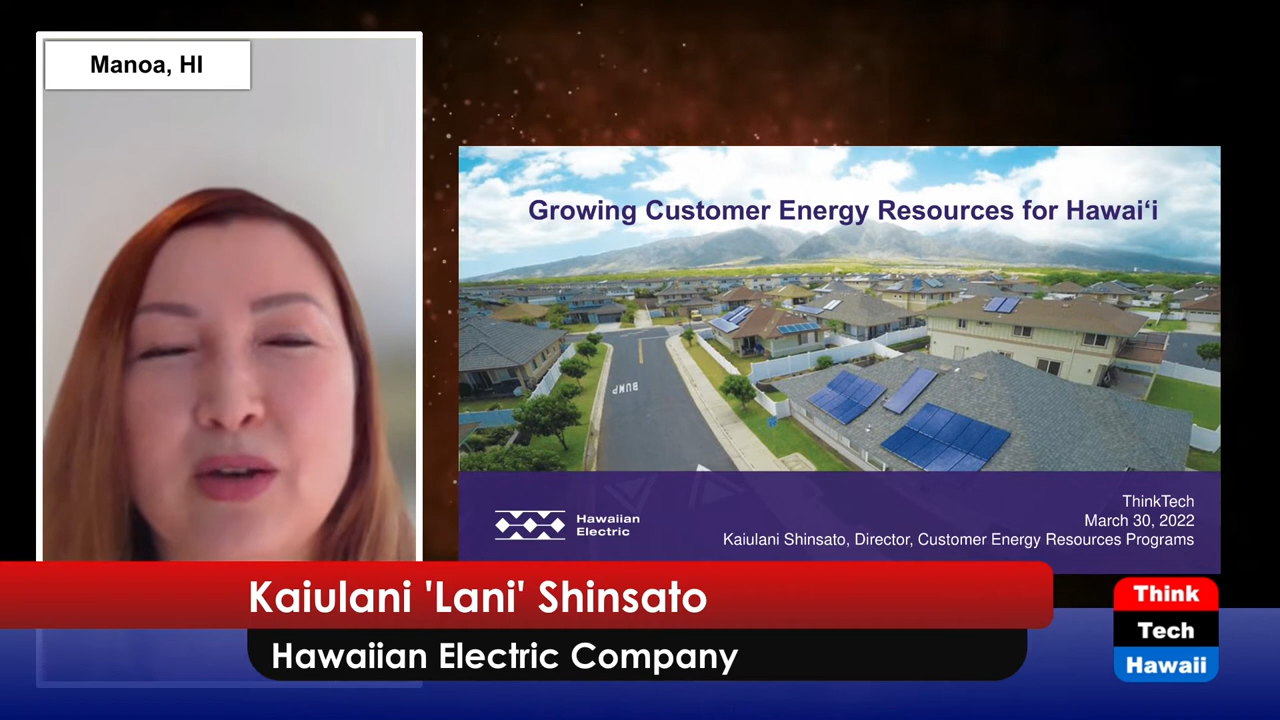 Manoa, HI
Growing Customer Energy Resources for Hawaiʻi
BUMP
Hawaiian
Electric
ThinkTech
March 30, 2022
Kaiulani Shinsato, Director, Customer Energy Resources Programs
Kaiulani 'Lani' Shinsato
Hawaiian Electric Company
Think
Tech
Hawaii